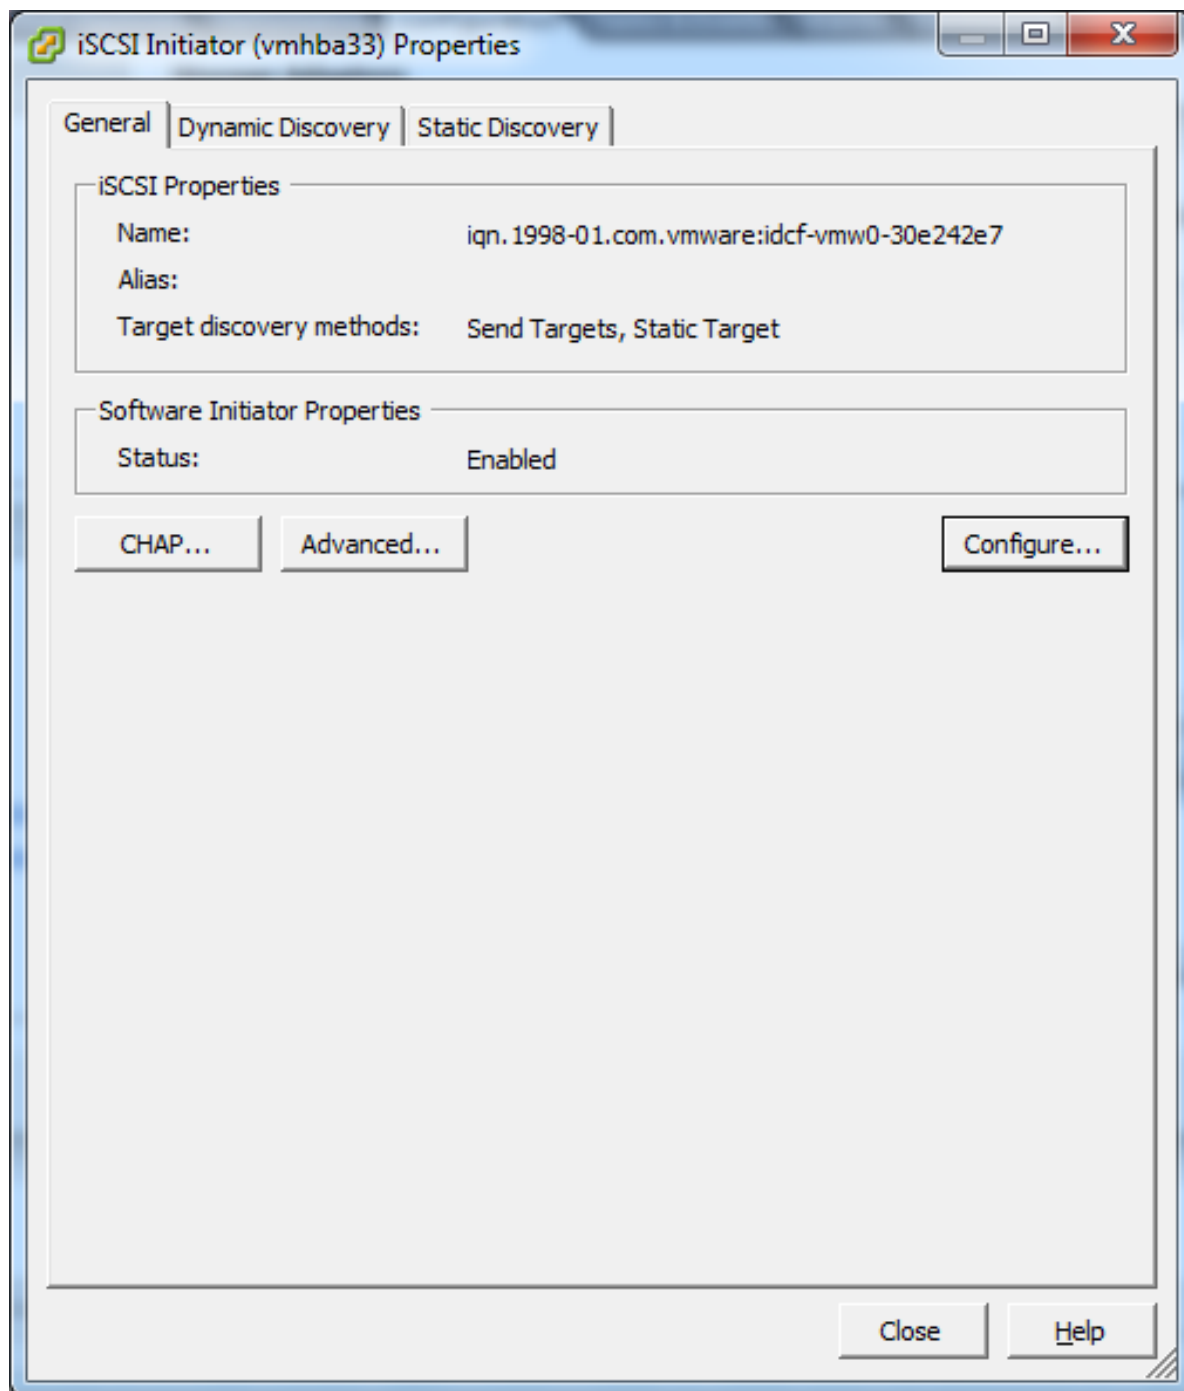 iSCSI Initiator (vmhba33) Properties
General Dynamic Discovery Static Discovery
iSCSI Properties
Name: iqn.1998-01.com.vmware:idcf-vmw0-30e242e7
Alias:
Target discovery methods: Send Targets, Static Target
Software Initiator Properties
Status: Enabled
CHAP... Advanced... Configure...
Close Help